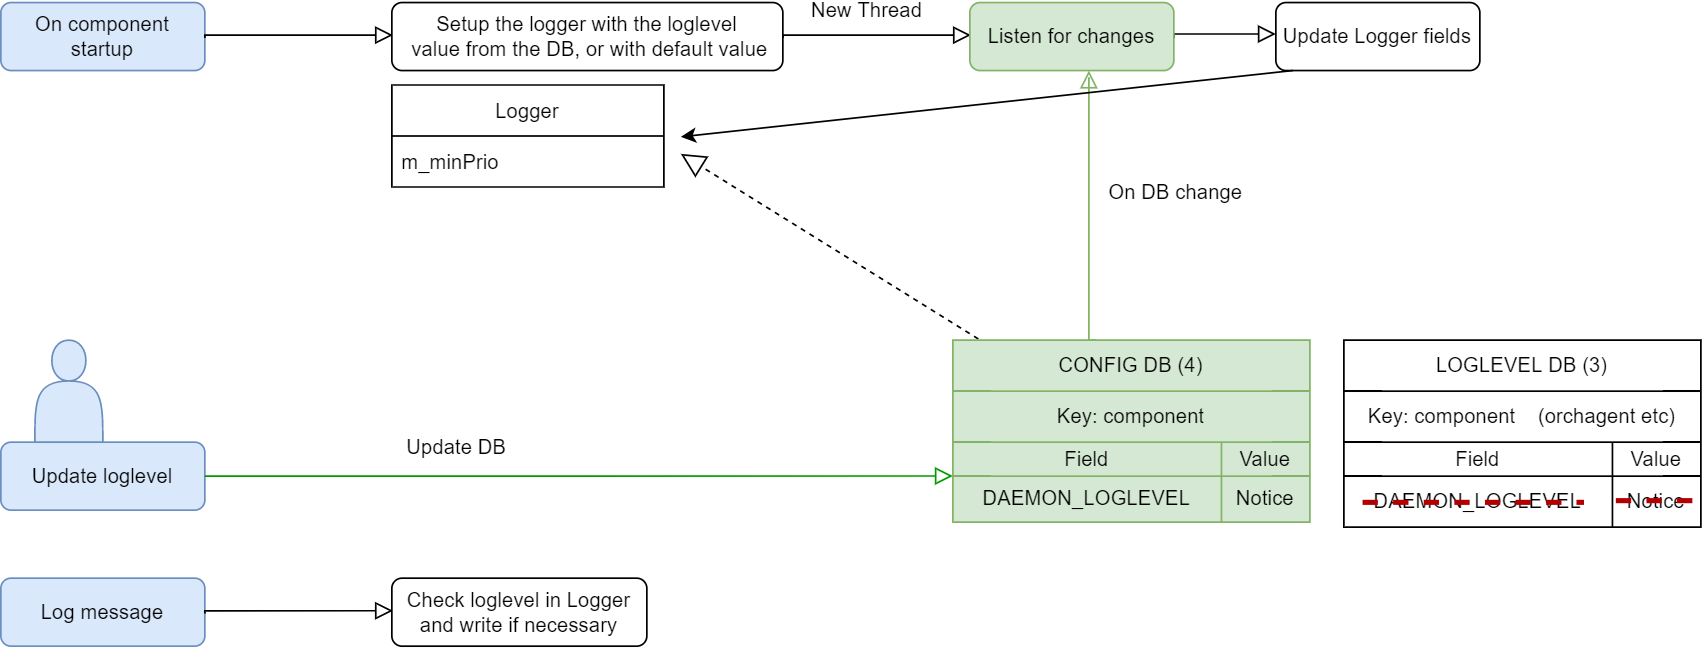 On component
startup
Setup the logger with the loglevel
value from the DB, or with default value
New Thread
Listen for changes
Update Logger fields
Logger
m_minPrio
On DB change
CONFIG DB (4)
Key: component
Field Value
DAEMON_LOGLEVEL Notice
LOGLEVEL DB (3)
Key: component (orchagent etc)
Field Value
DAEMON_LOGLEVEL Notice
Update loglevel
Update DB
Log message
Check loglevel in Logger
and write if necessary